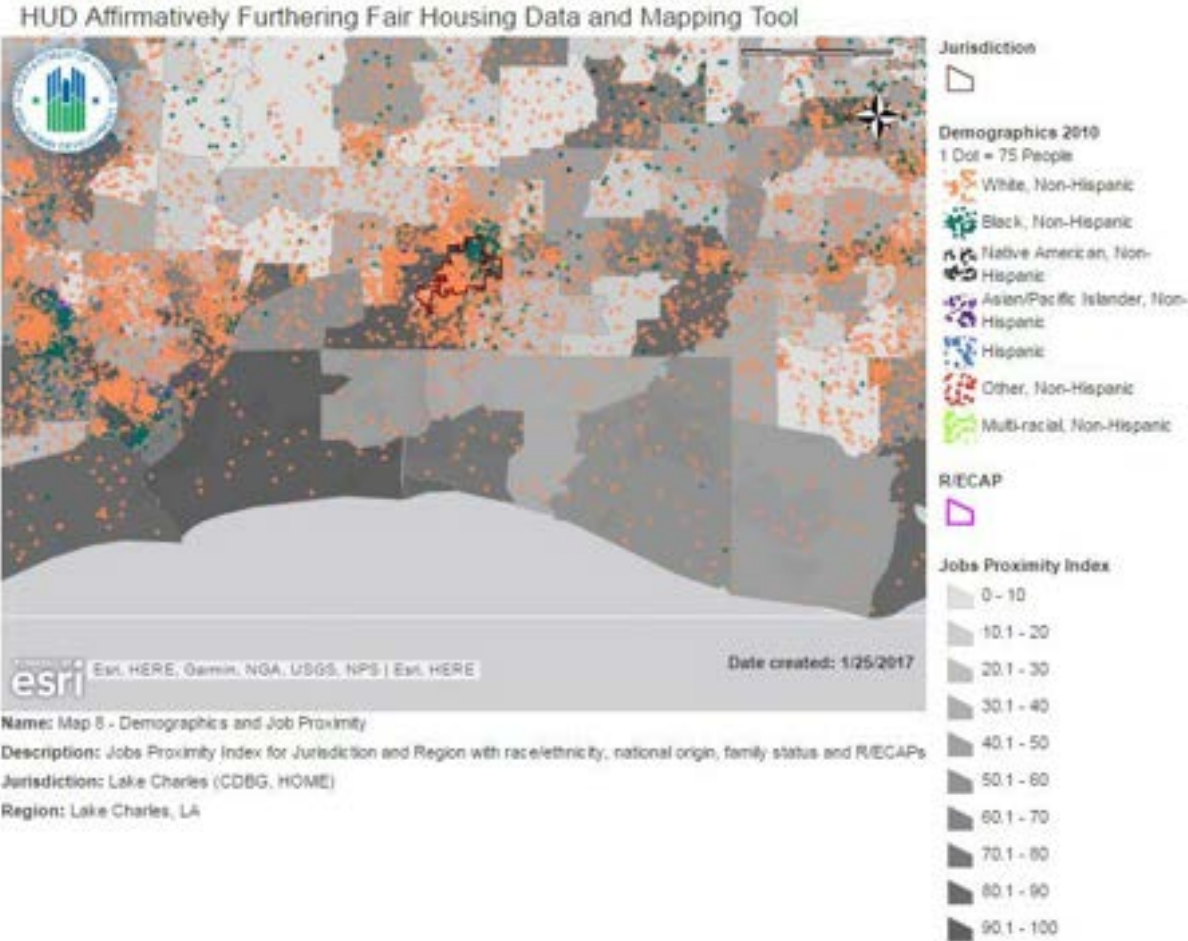 HUD Affirmatively Furthering Fair Housing Data and Mapping Tool
Jurisdiction
Demographics 2010
1 Dot = 75 People
White, Non-Hispanic
Black, Non-Hispanic
Native American, Non-
Hispanic
Asian/Pacific Islander, Non-
Hispanic
Hispanic
Other, Non-Hispanic
Multi-racial, Non-Hispanic
R/ECAP
Jobs Proximity Index
0 - 10
10.1 - 20
20.1 - 30
30.1 - 40
40.1 - 50
50.1 - 60
60.1 - 70
70.1 - 80
80.1 - 90
90.1 - 100
esri
Esri, HERE, Garmin, NGA, USGS, NPS | Esri, HERE
Date created: 1/25/2017
Name: Map 8 - Demographics and Job Proximity
Description: Jobs Proximity Index for Jurisdiction and Region with race/ethnicity, national origin, family status and R/ECAPs
Jurisdiction: Lake Charles (CDBG, HOME)
Region: Lake Charles, LA